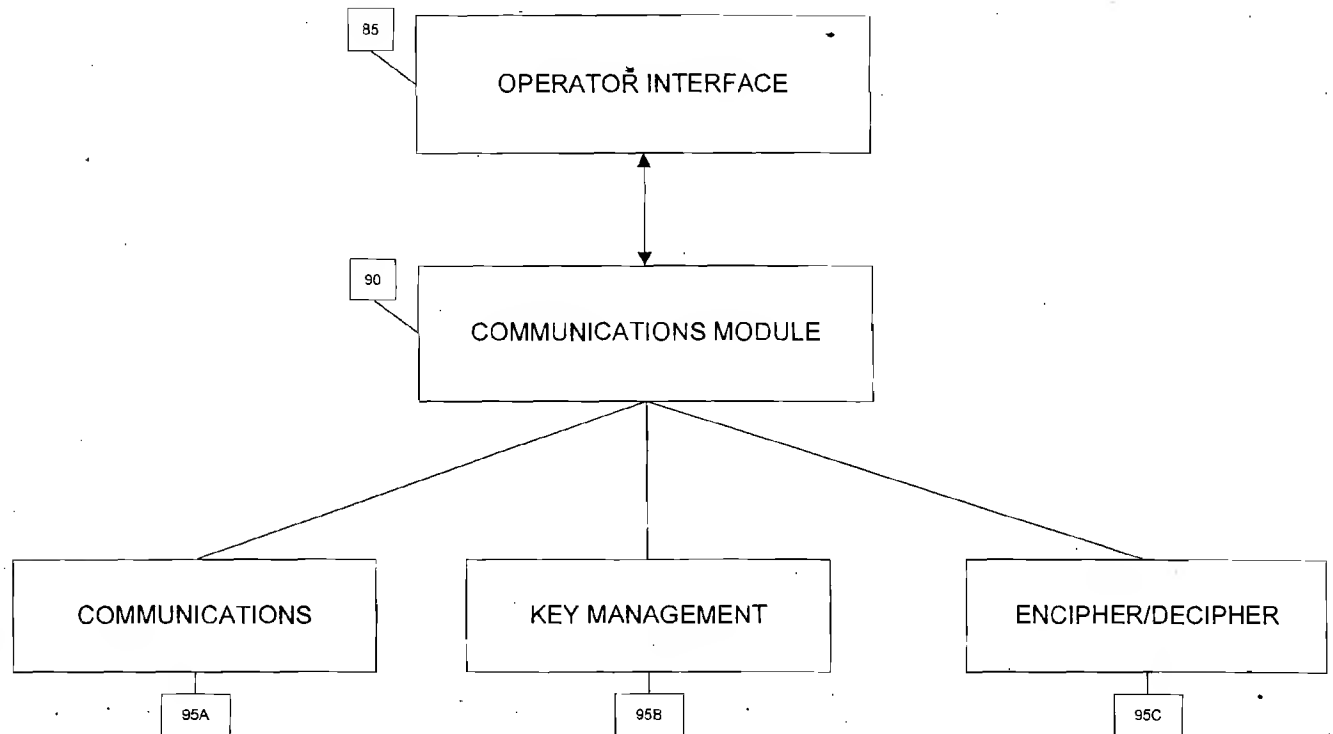 85
OPERATOR INTERFACE
90
COMMUNICATIONS MODULE
COMMUNICATIONS
KEY MANAGEMENT
ENCIPHER/DECIPHER
95A
95B
95C